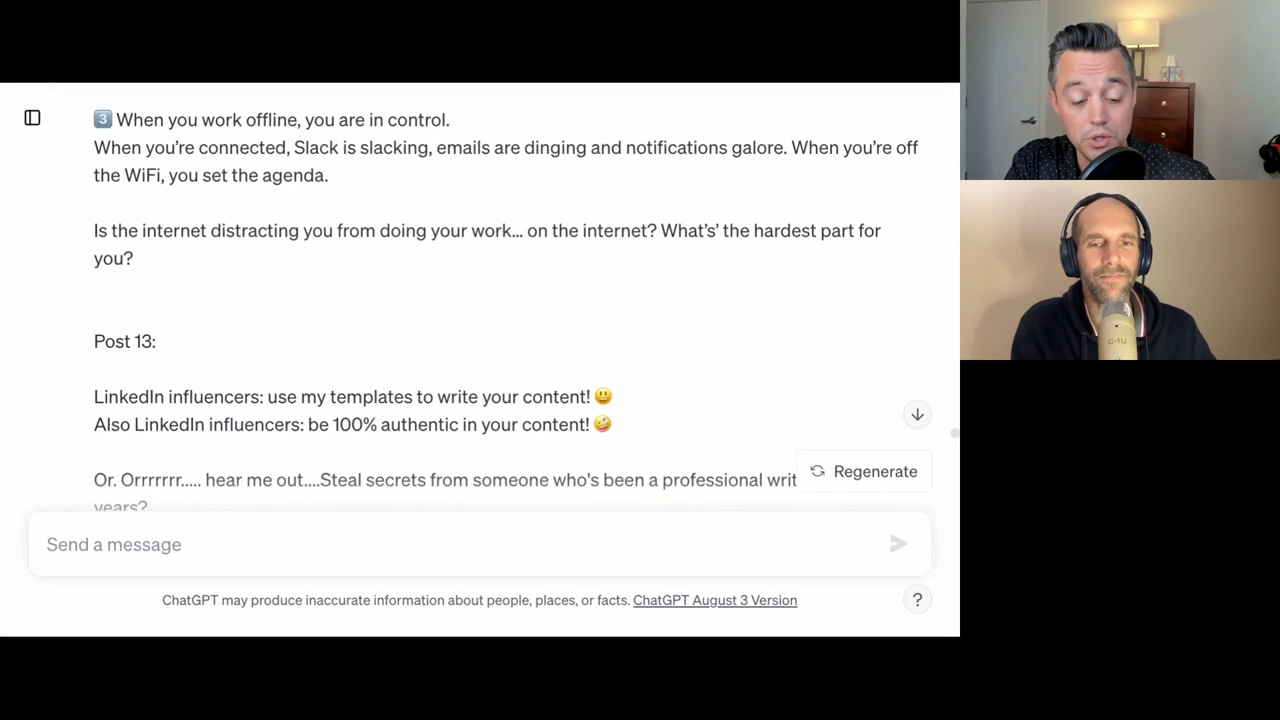 3️⃣ When you work offline, you are in control.
When you’re connected, Slack is slacking, emails are dinging and notifications galore. When you’re off
the WiFi, you set the agenda.
Is the internet distracting you from doing your work… on the internet? What’s’ the hardest part for
you?
Post 13:
LinkedIn influencers: use my templates to write your content! 😃
Also LinkedIn influencers: be 100% authentic in your content! 🤪
Or. Orrrrrrr..... hear me out....Steal secrets from someone who's been a professional writ
years?
Regenerate
Send a message
ChatGPT may produce inaccurate information about people, places, or facts. ChatGPT August 3 Version
?
C-1U